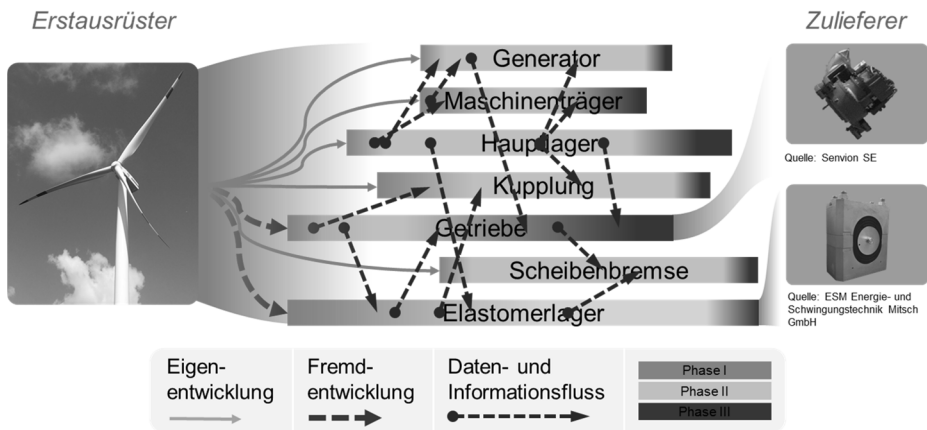 Erstausrüster
Zulieferer
Generator
Maschinenträger
Hauptlager
Kupplung
Getriebe
Scheibenbremse
Elastomerlager
Quelle: Senvion SE
Quelle: ESM Energie- und
Schwingungstechnik Mitsch
GmbH
Eigen-
entwicklung
Fremd-
entwicklung
Daten- und
Informationsfluss
Phase I
Phase II
Phase III